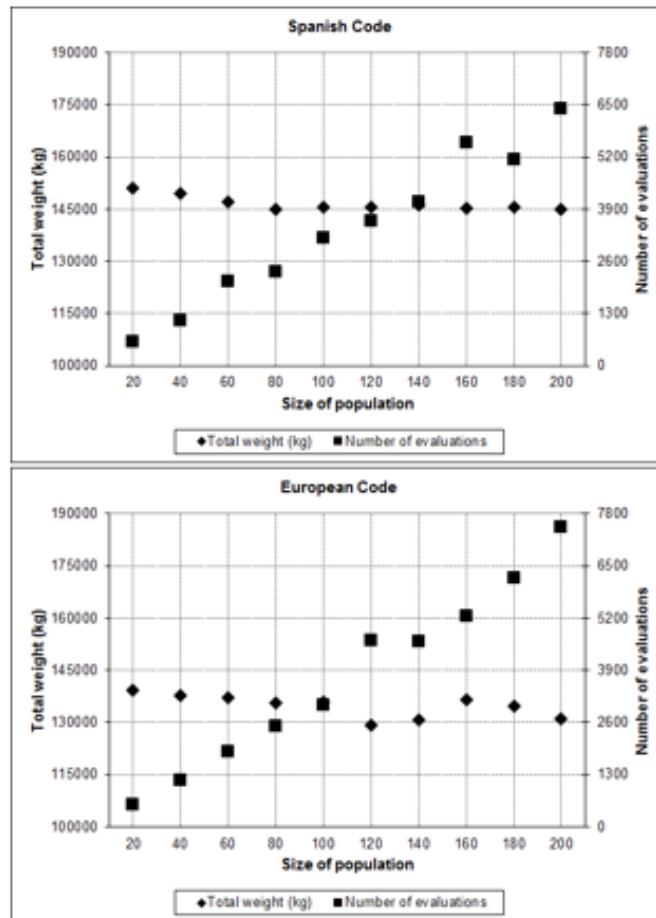 Spanish Code
190000 7800
175000 6500
160000 5200
145000 3900
130000 2600
115000 1300
100000 0
Total weight (kg)
Number of evaluations
20 40 60 80 100 120 140 160 180 200
Size of population
Total weight (kg) Number of evaluations
European Code
190000 7800
175000 6500
160000 5200
145000 3900
130000 2600
115000 1300
100000 0
Total weight (kg)
Number of evaluations
20 40 60 80 100 120 140 160 180 200
Size of population
Total weight (kg) Number of evaluations